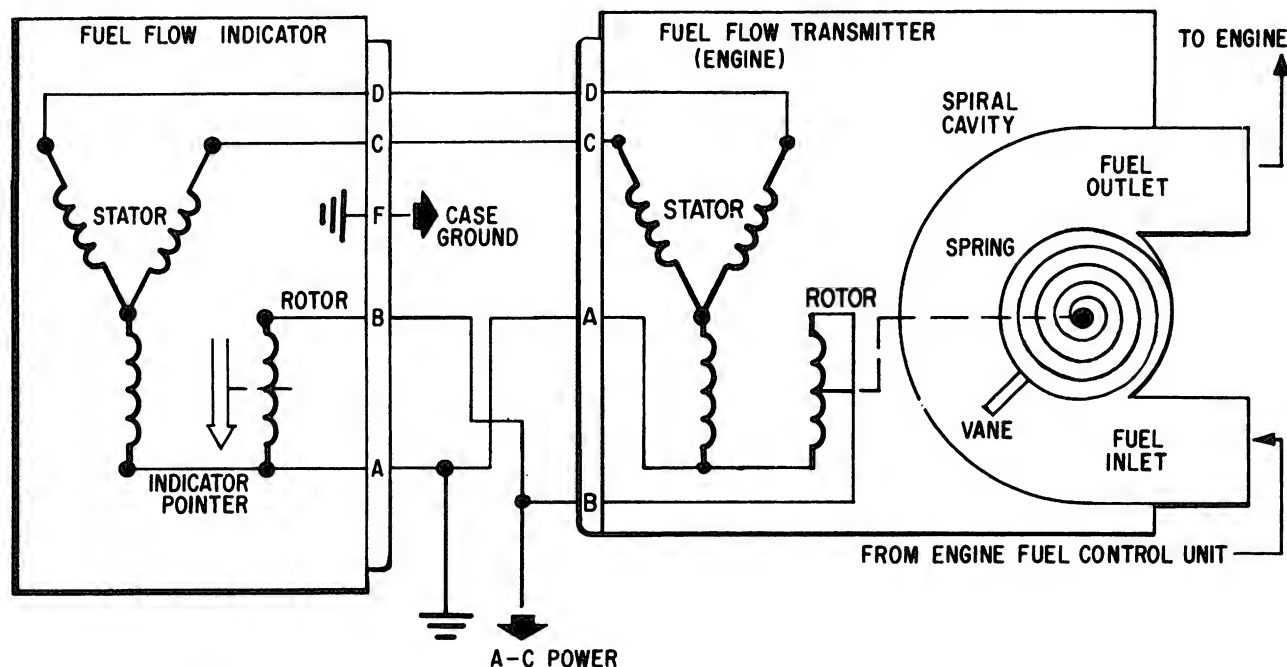 FUEL FLOW INDICATOR
D
C
STATOR
F
CASE
GROUND
ROTOR
B
A
INDICATOR
POINTER
A-C POWER
FUEL FLOW TRANSMITTER
(ENGINE)
D
C
STATOR
A
ROTOR
B
SPIRAL
CAVITY
TO ENGINE
FUEL
OUTLET
SPRING
VANE
FUEL
INLET
FROM ENGINE FUEL CONTROL UNIT